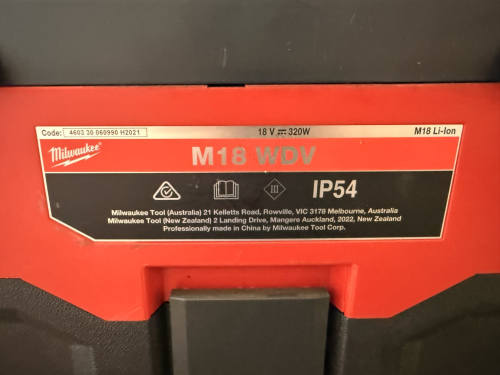 Code: 4603 30 060990 H2021
18 V ⎓ 320W
M18 Li-Ion
Milwaukee
M18 WDV
III
IP54
Milwaukee Tool (Australia) 21 Kelletts Road, Rowville, VIC 3178 Melbourne, Australia
Milwaukee Tool (New Zealand) 2 Landing Drive, Mangere Auckland, 2022, New Zealand
Professionally made in China by Milwaukee Tool Corp.